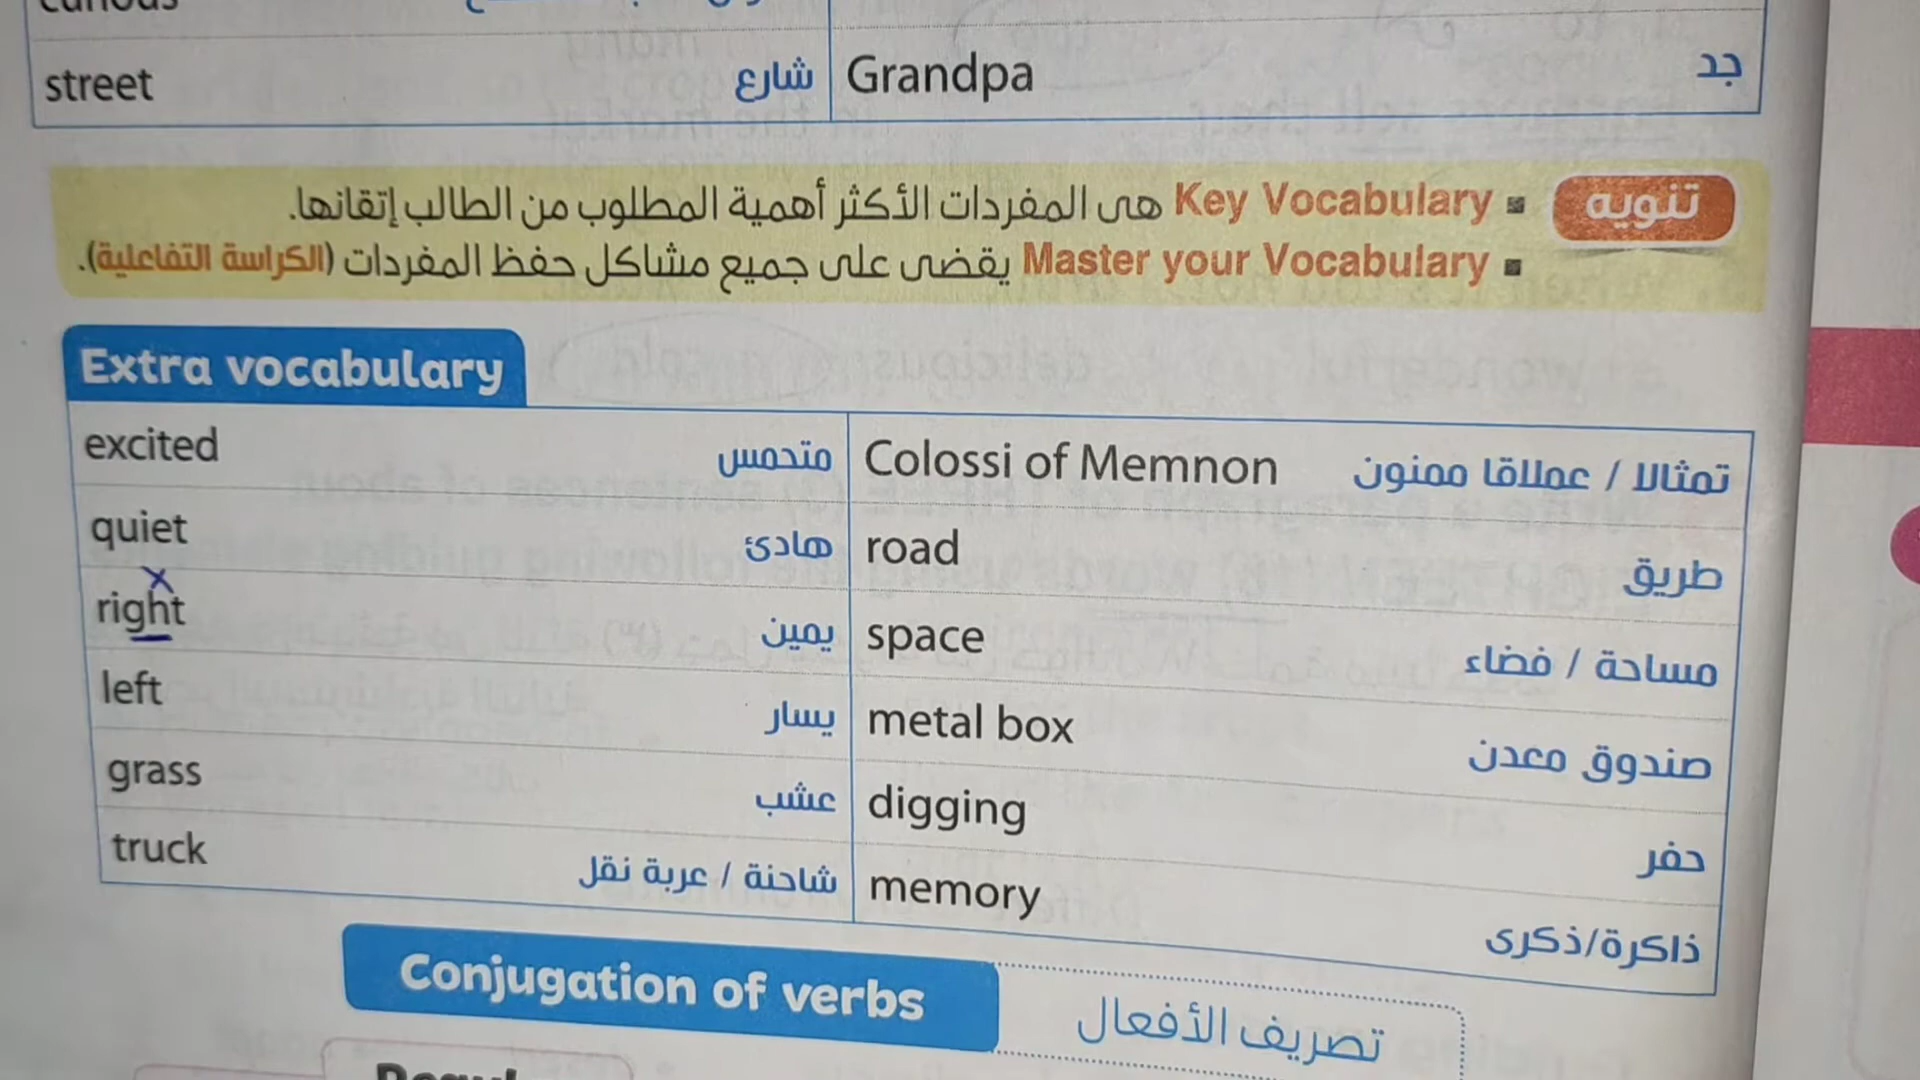 street شارع Grandpa جد
تنويه
▪ Key Vocabulary هى المفردات الأكثر أهمية المطلوب من الطالب إتقانها.
▪ Master your Vocabulary يقضى على جميع مشاكل حفظ المفردات (الكراسة التفاعلية).
Extra vocabulary
excited متحمس Colossi of Memnon تمثالا / عملاقا ممنون
quiet هادئ road طريق
right يمين space مساحة / فضاء
left يسار metal box صندوق معدن
grass عشب digging حفر
truck شاحنة / عربة نقل memory ذاكرة/ذكرى
Conjugation of verbs تصريف الأفعال